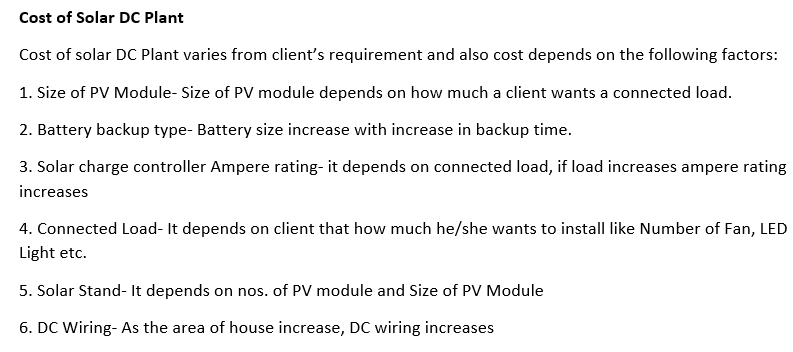 Cost of Solar DC Plant
Cost of solar DC Plant varies from client’s requirement and also cost depends on the following factors:
1. Size of PV Module- Size of PV module depends on how much a client wants a connected load.
2. Battery backup type- Battery size increase with increase in backup time.
3. Solar charge controller Ampere rating- it depends on connected load, if load increases ampere rating
increases
4. Connected Load- It depends on client that how much he/she wants to install like Number of Fan, LED
Light etc.
5. Solar Stand- It depends on nos. of PV module and Size of PV Module
6. DC Wiring- As the area of house increase, DC wiring increases